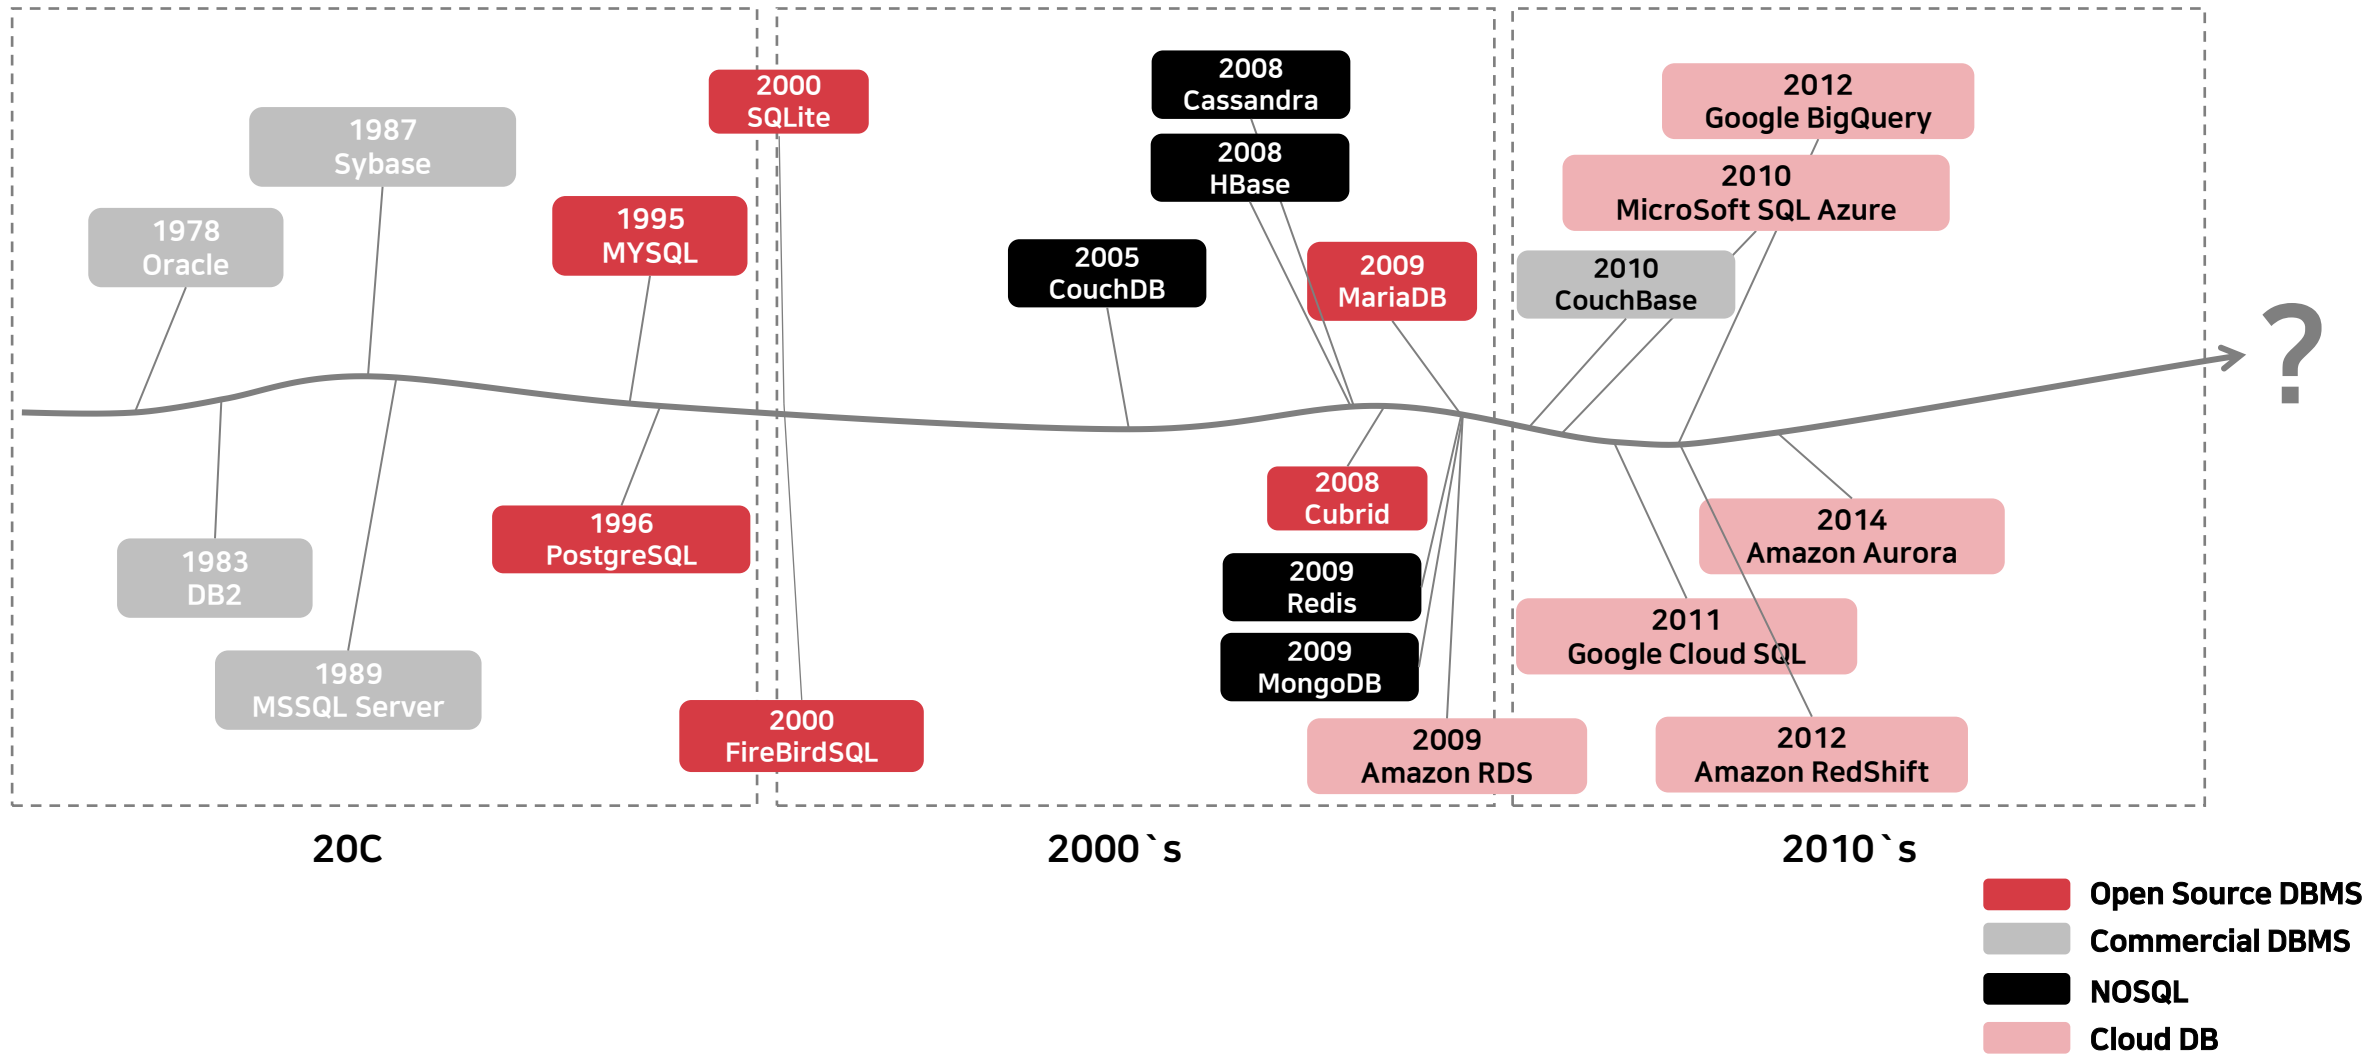 1978
Oracle
1987
Sybase
1995
MYSQL
1983
DB2
1989
MSSQL Server
1996
PostgreSQL
2000
SQLite
2000
FireBirdSQL
2005
CouchDB
2008
Cassandra
2008
HBase
2009
MariaDB
2008
Cubrid
2009
Redis
2009
MongoDB
2009
Amazon RDS
2012
Google BigQuery
2010
MicroSoft SQL Azure
2010
CouchBase
2014
Amazon Aurora
2011
Google Cloud SQL
2012
Amazon RedShift
?
20C
2000`s
2010`s
Open Source DBMS
Commercial DBMS
NOSQL
Cloud DB